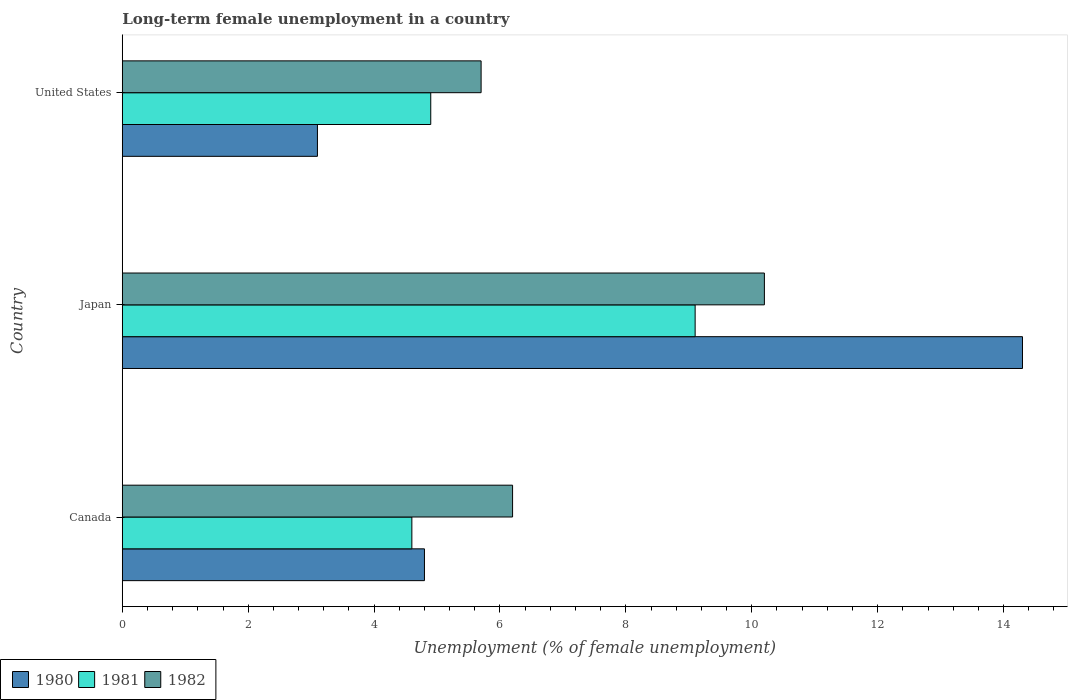 Long-term female unemployment in a country
United States
Japan
Canada
Country
0 2 4 6 8 10 12 14
Unemployment (% of female unemployment)
1980 1981 1982